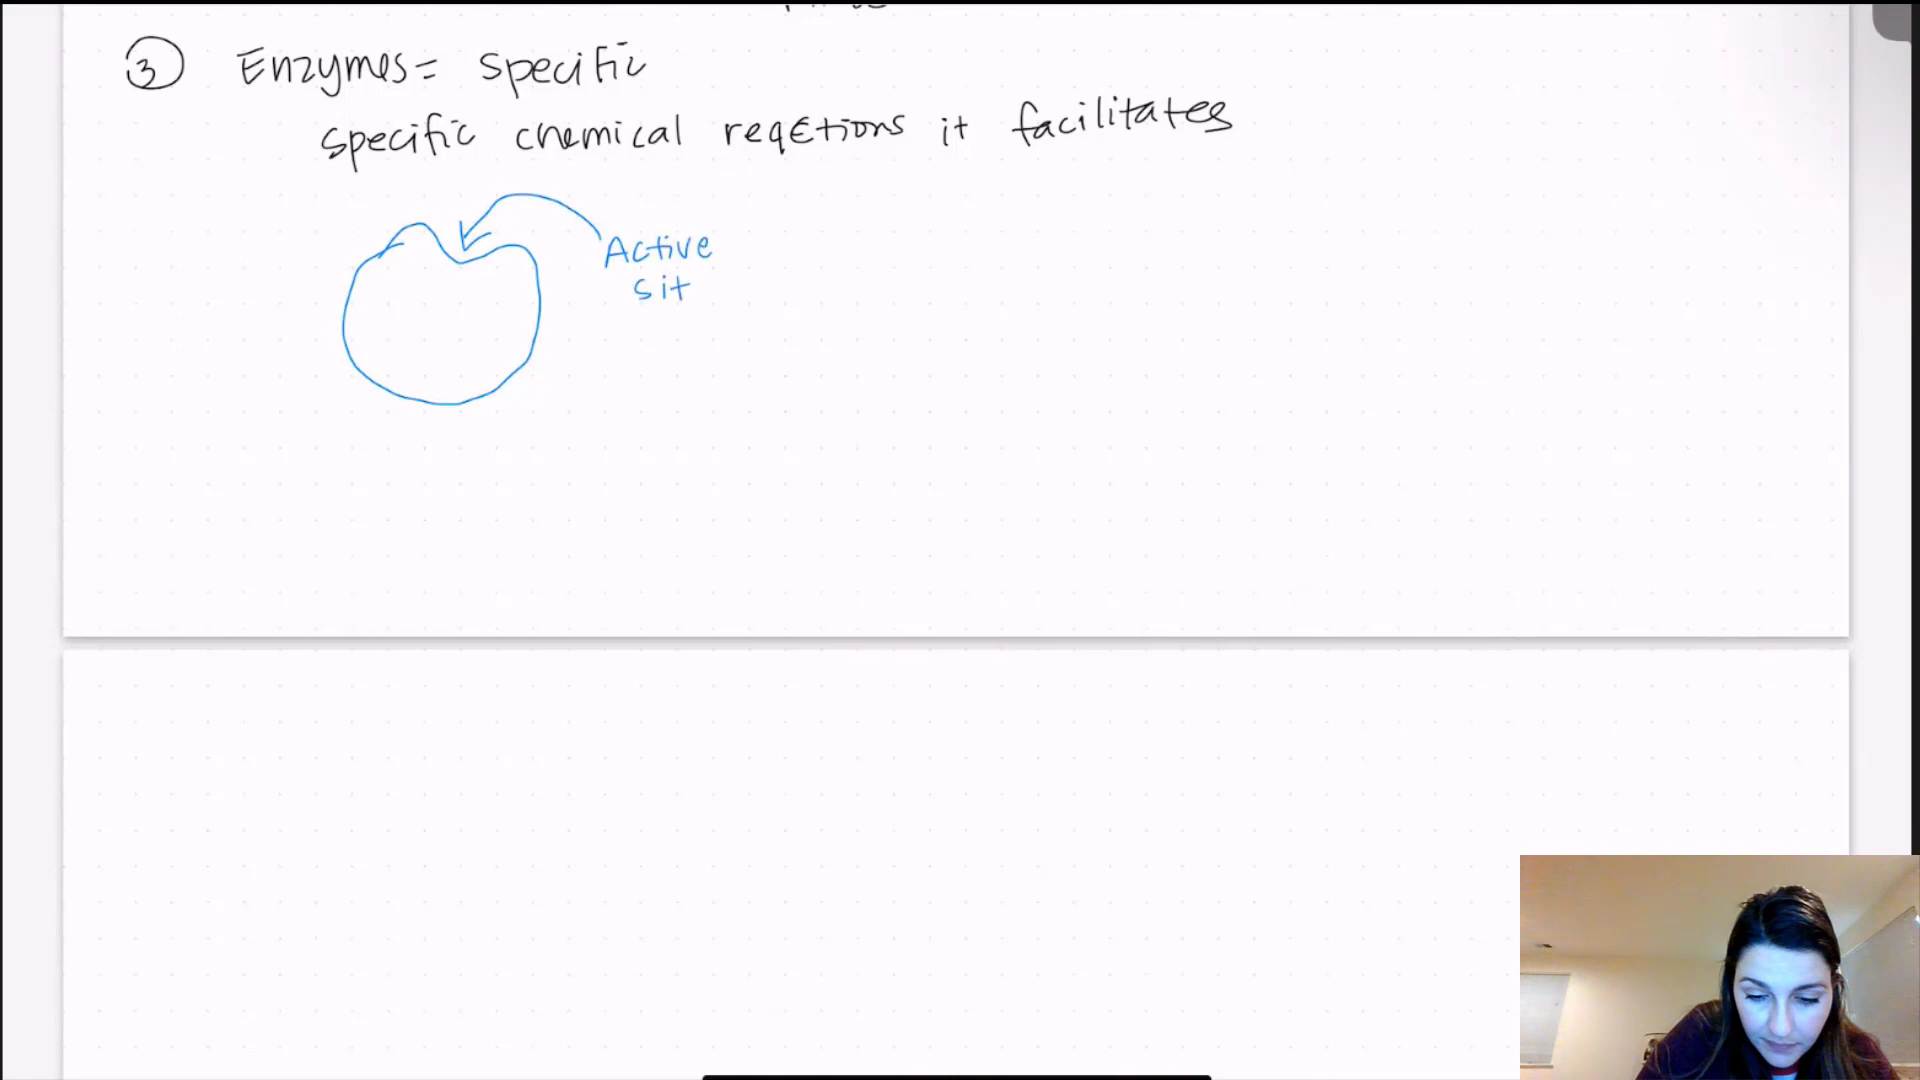 ③ Enzymes = specific
specific chemical reactions it facilitates
Active
sit